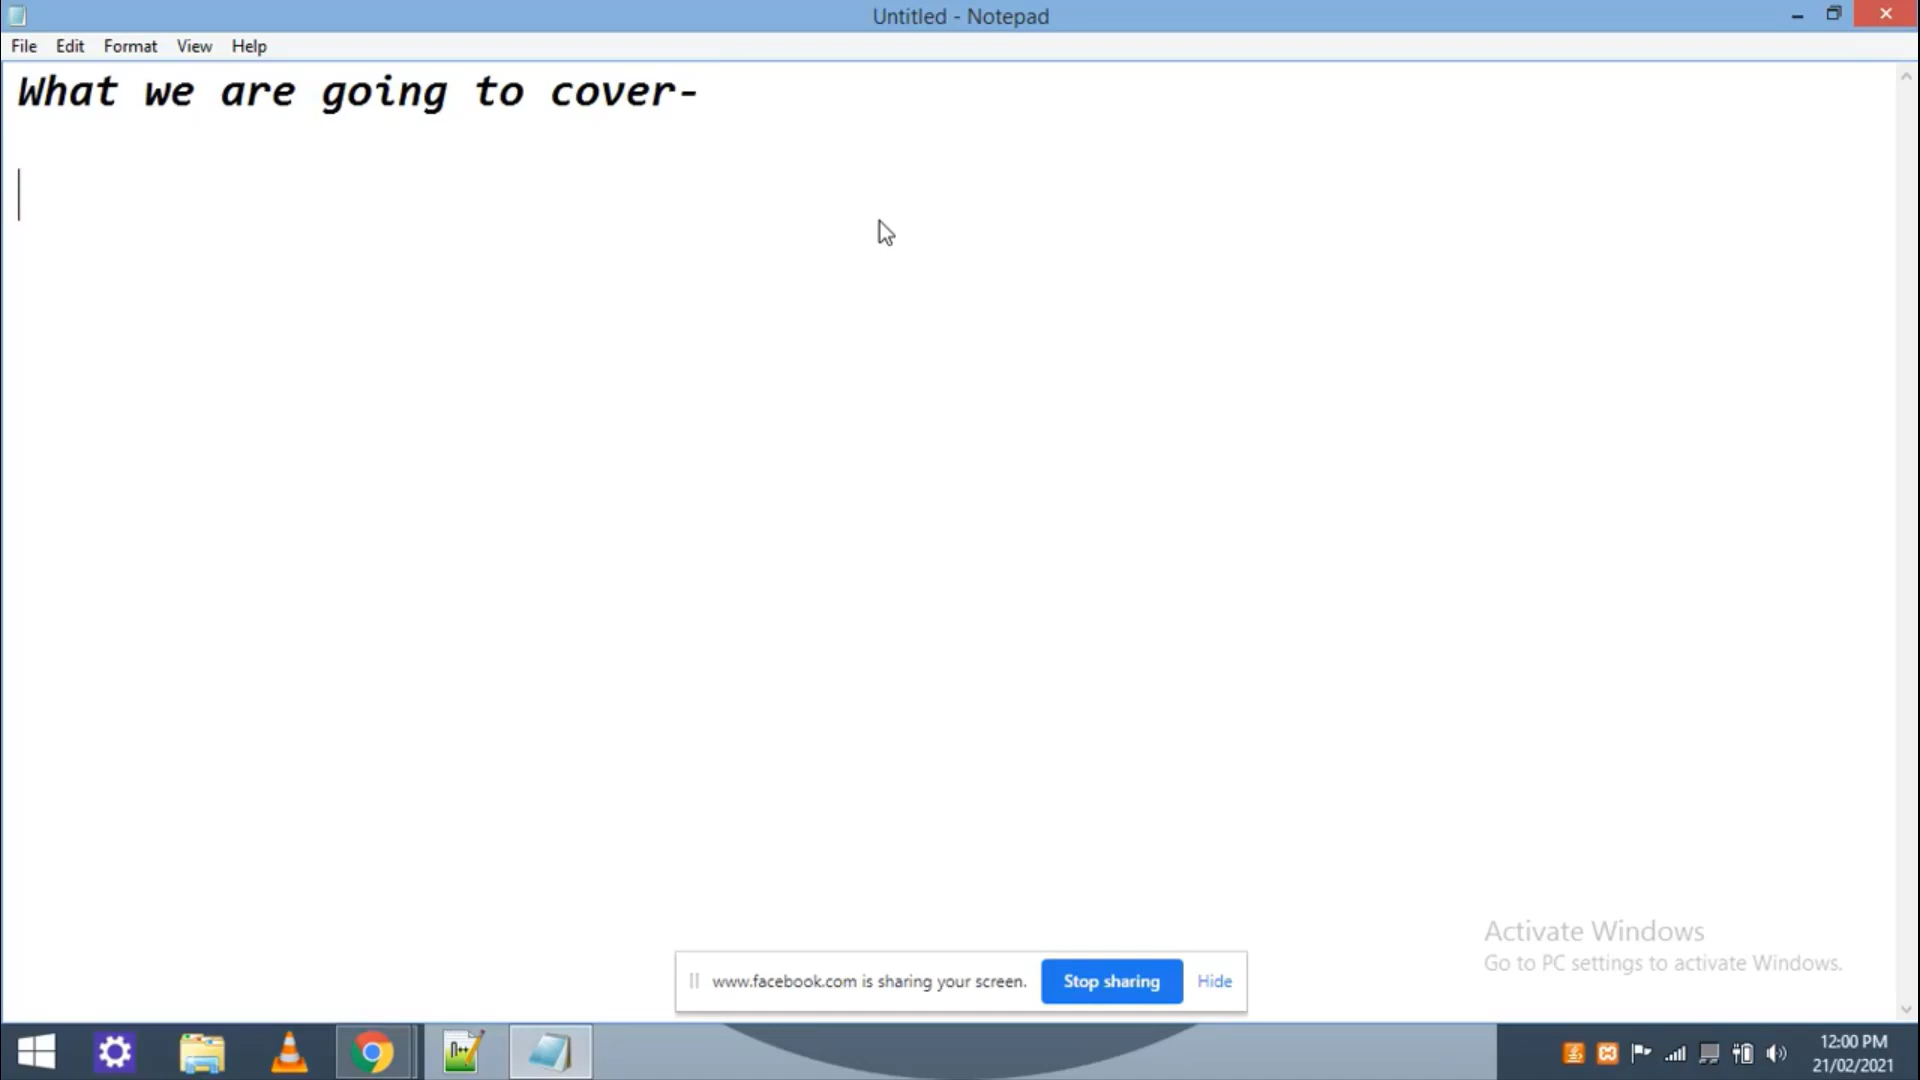 Untitled - Notepad
File Edit Format View Help
What we are going to cover-
Activate Windows
Go to PC settings to activate Windows.
www.facebook.com is sharing your screen. Stop sharing Hide
12:00 PM
21/02/2021